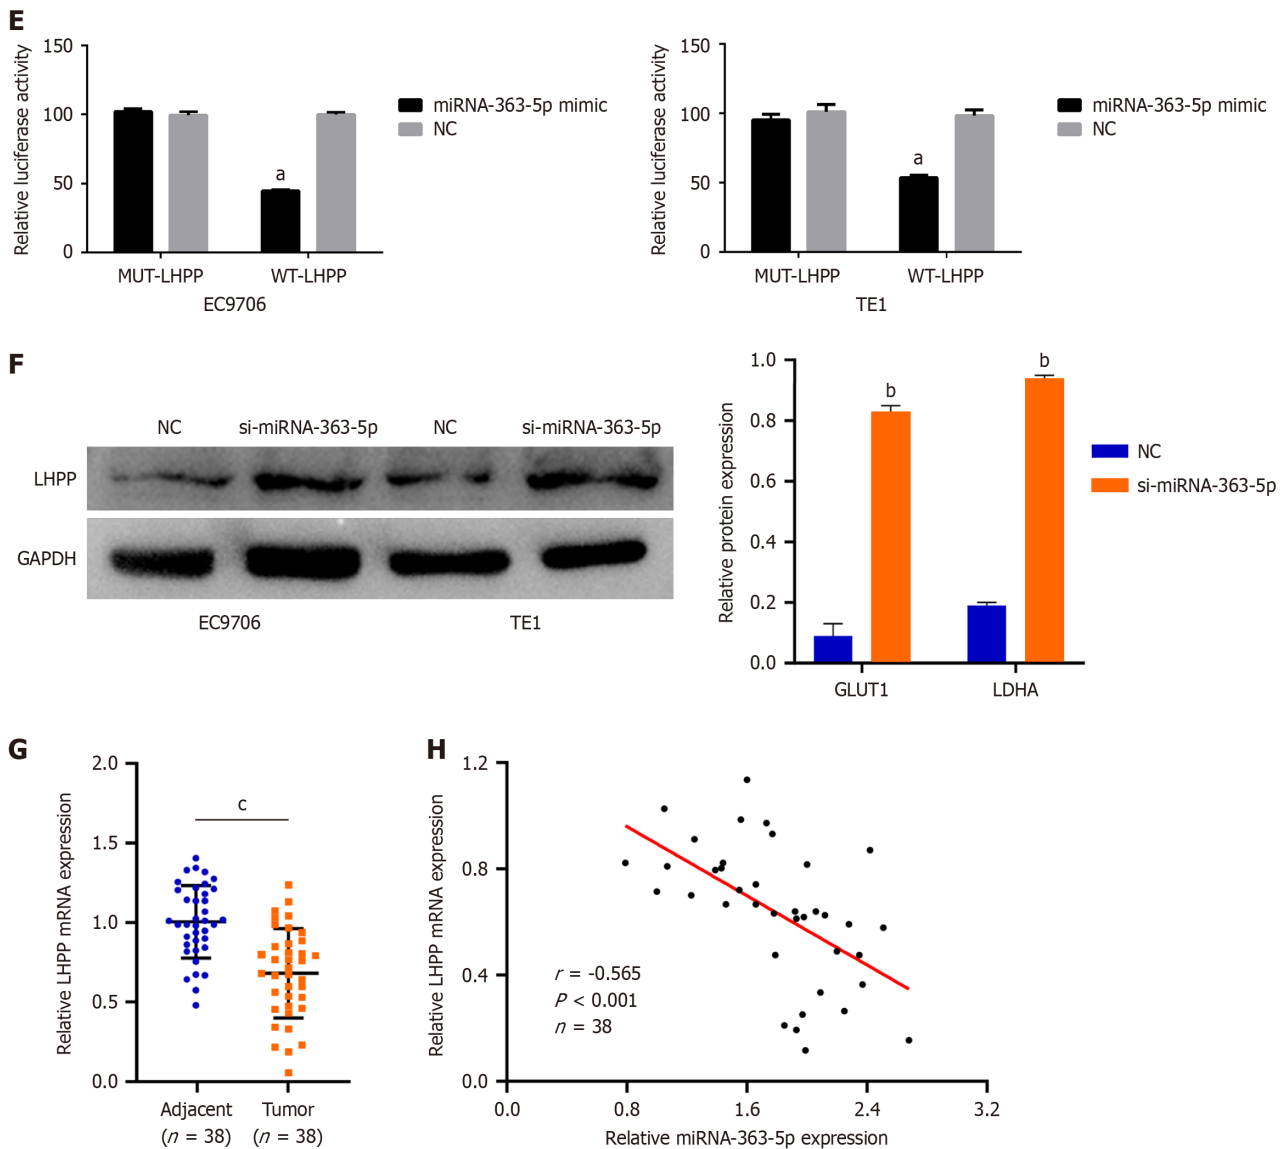 E
Relative luciferase activity
150
100
50
0
a
MUT-LHPP WT-LHPP
EC9706
miRNA-363-5p mimic
NC
Relative luciferase activity
150
100
50
0
a
MUT-LHPP WT-LHPP
TE1
miRNA-363-5p mimic
NC
F
NC si-miRNA-363-5p NC si-miRNA-363-5p
LHPP
GAPDH
EC9706 TE1
Relative protein expression
1.0
0.8
0.6
0.4
0.2
0.0
b
b
GLUT1 LDHA
NC
si-miRNA-363-5p
G
Relative LHPP mRNA expression
2.0
1.5
1.0
0.5
0.0
c
Adjacent Tumor
(n = 38) (n = 38)
H
Relative LHPP mRNA expression
1.2
0.8
0.4
0.0
r = -0.565
P < 0.001
n = 38
0.0 0.8 1.6 2.4 3.2
Relative miRNA-363-5p expression